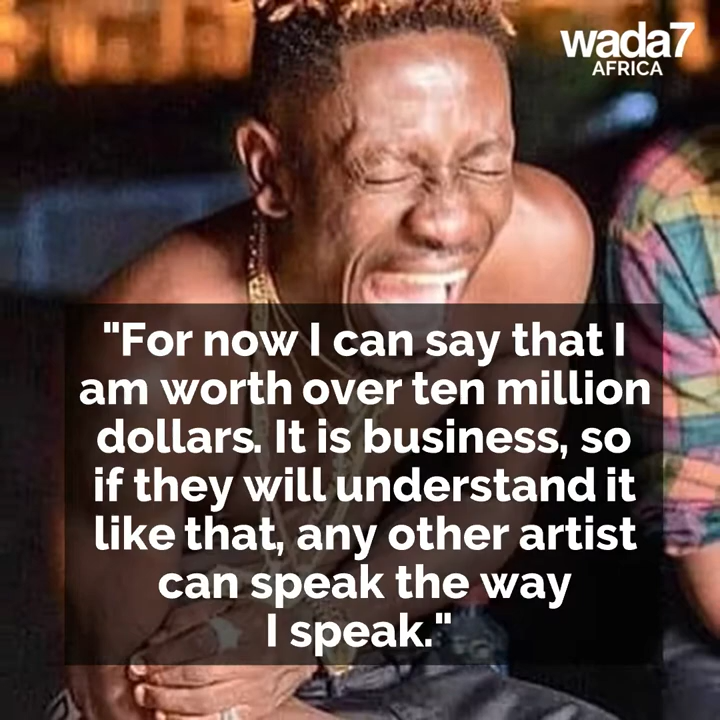 wada7
AFRICA
"For now I can say that I
am worth over ten million
dollars. It is business, so
if they will understand it
like that, any other artist
can speak the way
I speak."